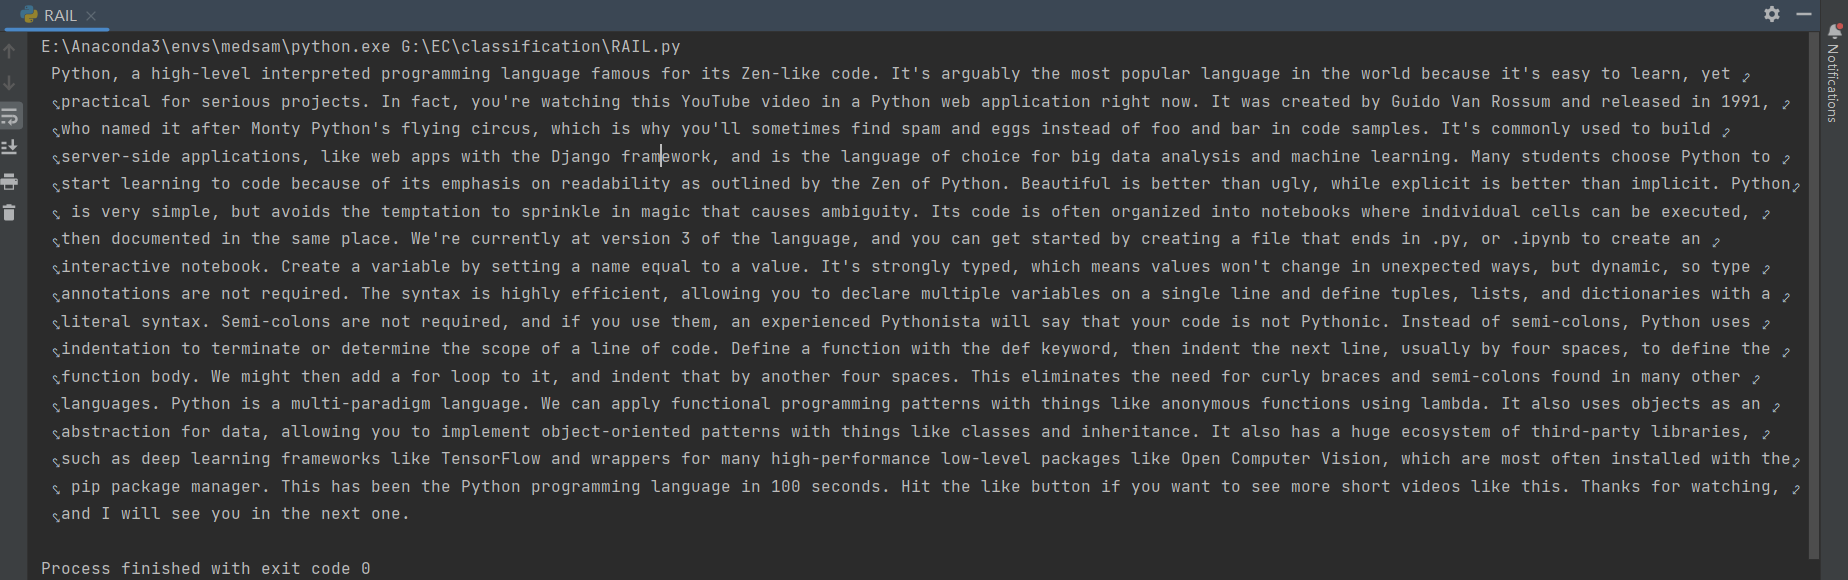 RAIL
Notifications
E:\Anaconda3\envs\medsam\python.exe G:\EC\classification\RAIL.py
Python, a high-level interpreted programming language famous for its Zen-like code. It's arguably the most popular language in the world because it's easy to learn, yet
practical for serious projects. In fact, you're watching this YouTube video in a Python web application right now. It was created by Guido Van Rossum and released in 1991,
who named it after Monty Python's flying circus, which is why you'll sometimes find spam and eggs instead of foo and bar in code samples. It's commonly used to build
server-side applications, like web apps with the Django framework, and is the language of choice for big data analysis and machine learning. Many students choose Python to
start learning to code because of its emphasis on readability as outlined by the Zen of Python. Beautiful is better than ugly, while explicit is better than implicit. Python
is very simple, but avoids the temptation to sprinkle in magic that causes ambiguity. Its code is often organized into notebooks where individual cells can be executed,
then documented in the same place. We're currently at version 3 of the language, and you can get started by creating a file that ends in .py, or .ipynb to create an
interactive notebook. Create a variable by setting a name equal to a value. It's strongly typed, which means values won't change in unexpected ways, but dynamic, so type
annotations are not required. The syntax is highly efficient, allowing you to declare multiple variables on a single line and define tuples, lists, and dictionaries with a
literal syntax. Semi-colons are not required, and if you use them, an experienced Pythonista will say that your code is not Pythonic. Instead of semi-colons, Python uses
indentation to terminate or determine the scope of a line of code. Define a function with the def keyword, then indent the next line, usually by four spaces, to define the
function body. We might then add a for loop to it, and indent that by another four spaces. This eliminates the need for curly braces and semi-colons found in many other
languages. Python is a multi-paradigm language. We can apply functional programming patterns with things like anonymous functions using lambda. It also uses objects as an
abstraction for data, allowing you to implement object-oriented patterns with things like classes and inheritance. It also has a huge ecosystem of third-party libraries,
such as deep learning frameworks like TensorFlow and wrappers for many high-performance low-level packages like Open Computer Vision, which are most often installed with the
pip package manager. This has been the Python programming language in 100 seconds. Hit the like button if you want to see more short videos like this. Thanks for watching,
and I will see you in the next one.
Process finished with exit code 0